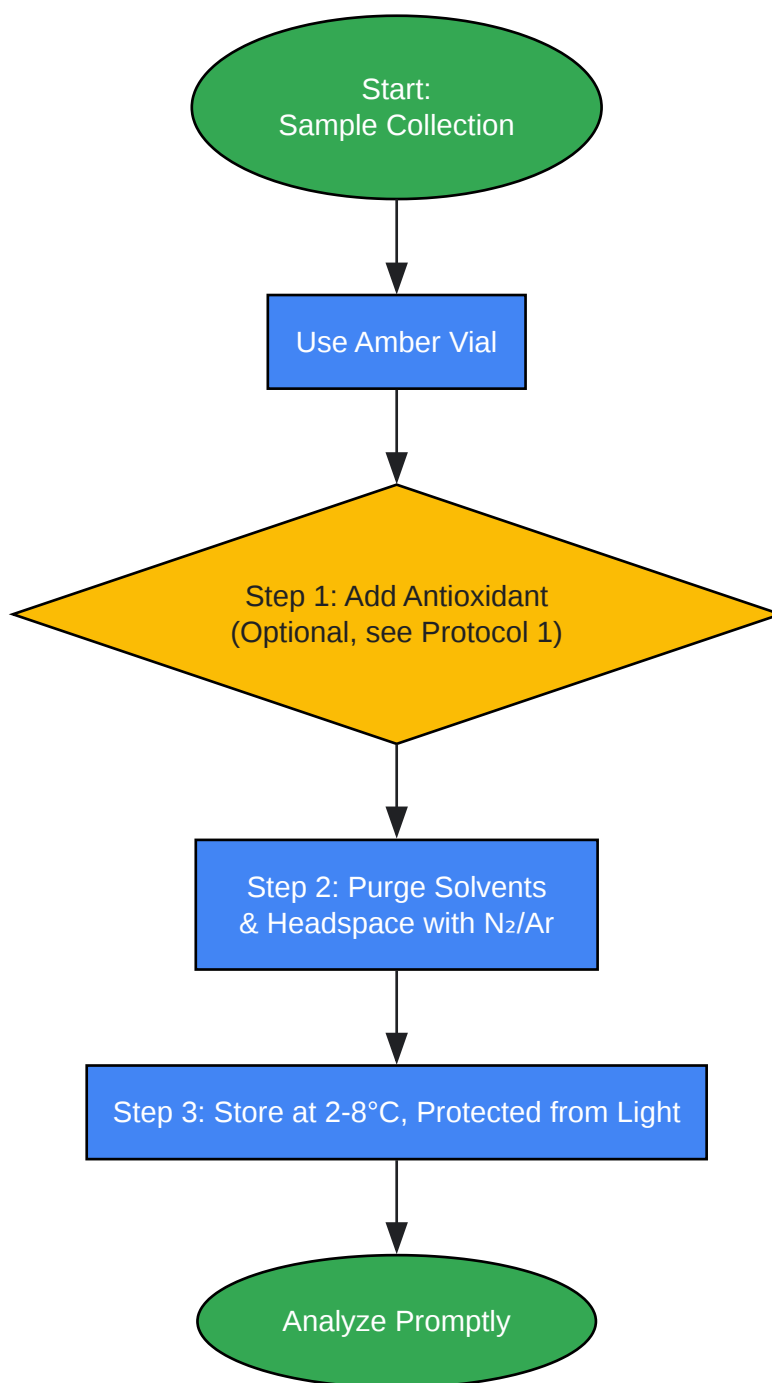 Start:
Sample Collection
Use Amber Vial
Step 1: Add Antioxidant
(Optional, see Protocol 1)
Step 2: Purge Solvents
& Headspace with N₂/Ar
Step 3: Store at 2-8°C, Protected from Light
Analyze Promptly